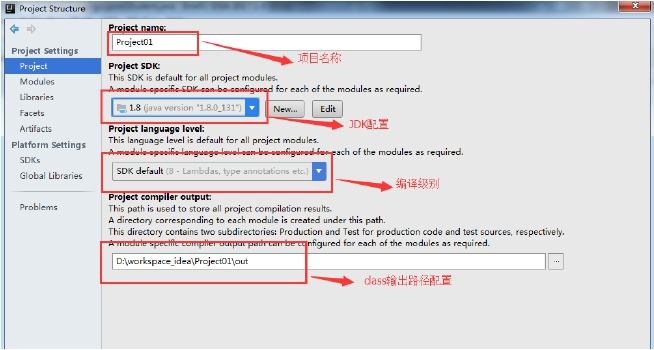 Project Structure
Project Settings
Project
Modules
Libraries
Facets
Artifacts
Platform Settings
SDKs
Global Libraries
Problems
Project name:
Project01
项目名称
Project SDK:
This SDK is default for all project modules.
A module specific SDK can be configured for each of the modules as required.
1.8 (java version "1.8.0_131")
New...
Edit
JDK配置
Project language level:
This language level is default for all project modules.
A module specific language level can be configured for each of the modules as required.
SDK default (8 - Lambdas, type annotations etc.)
编译级别
Project compiler output:
This path is used to store all project compilation results.
A directory corresponding to each module is created under this path.
This directory contains two subdirectories: Production and Test for production code and test sources, respectively.
A module specific compiler output path can be configured for each of the modules as required.
D:\workspace_idea\Project01\out
...
class输出路径配置